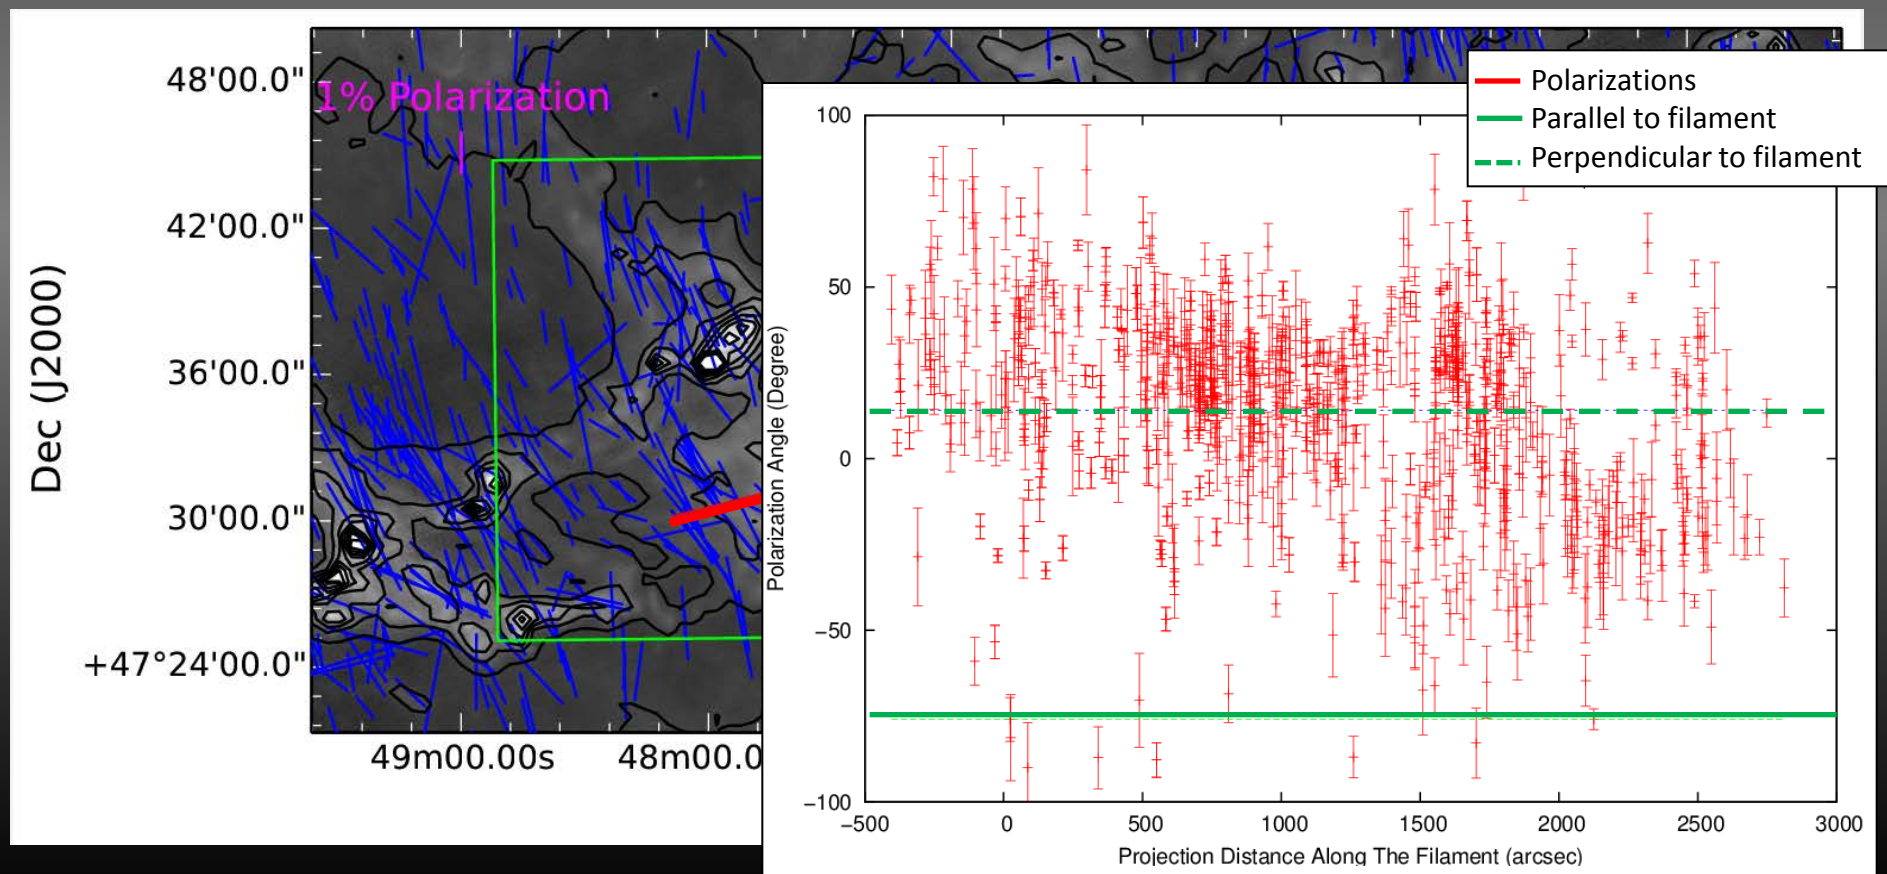 48'00.0"
42'00.0"
36'00.0"
30'00.0"
+47°24'00.0"
Dec (J2000)
1% Polarization
49m00.00s
48m00.0
Polarizations
Parallel to filament
Perpendicular to filament
100
50
0
−50
−100
Polarization Angle (Degree)
−500
0
500
1000
1500
2000
2500
3000
Projection Distance Along The Filament (arcsec)